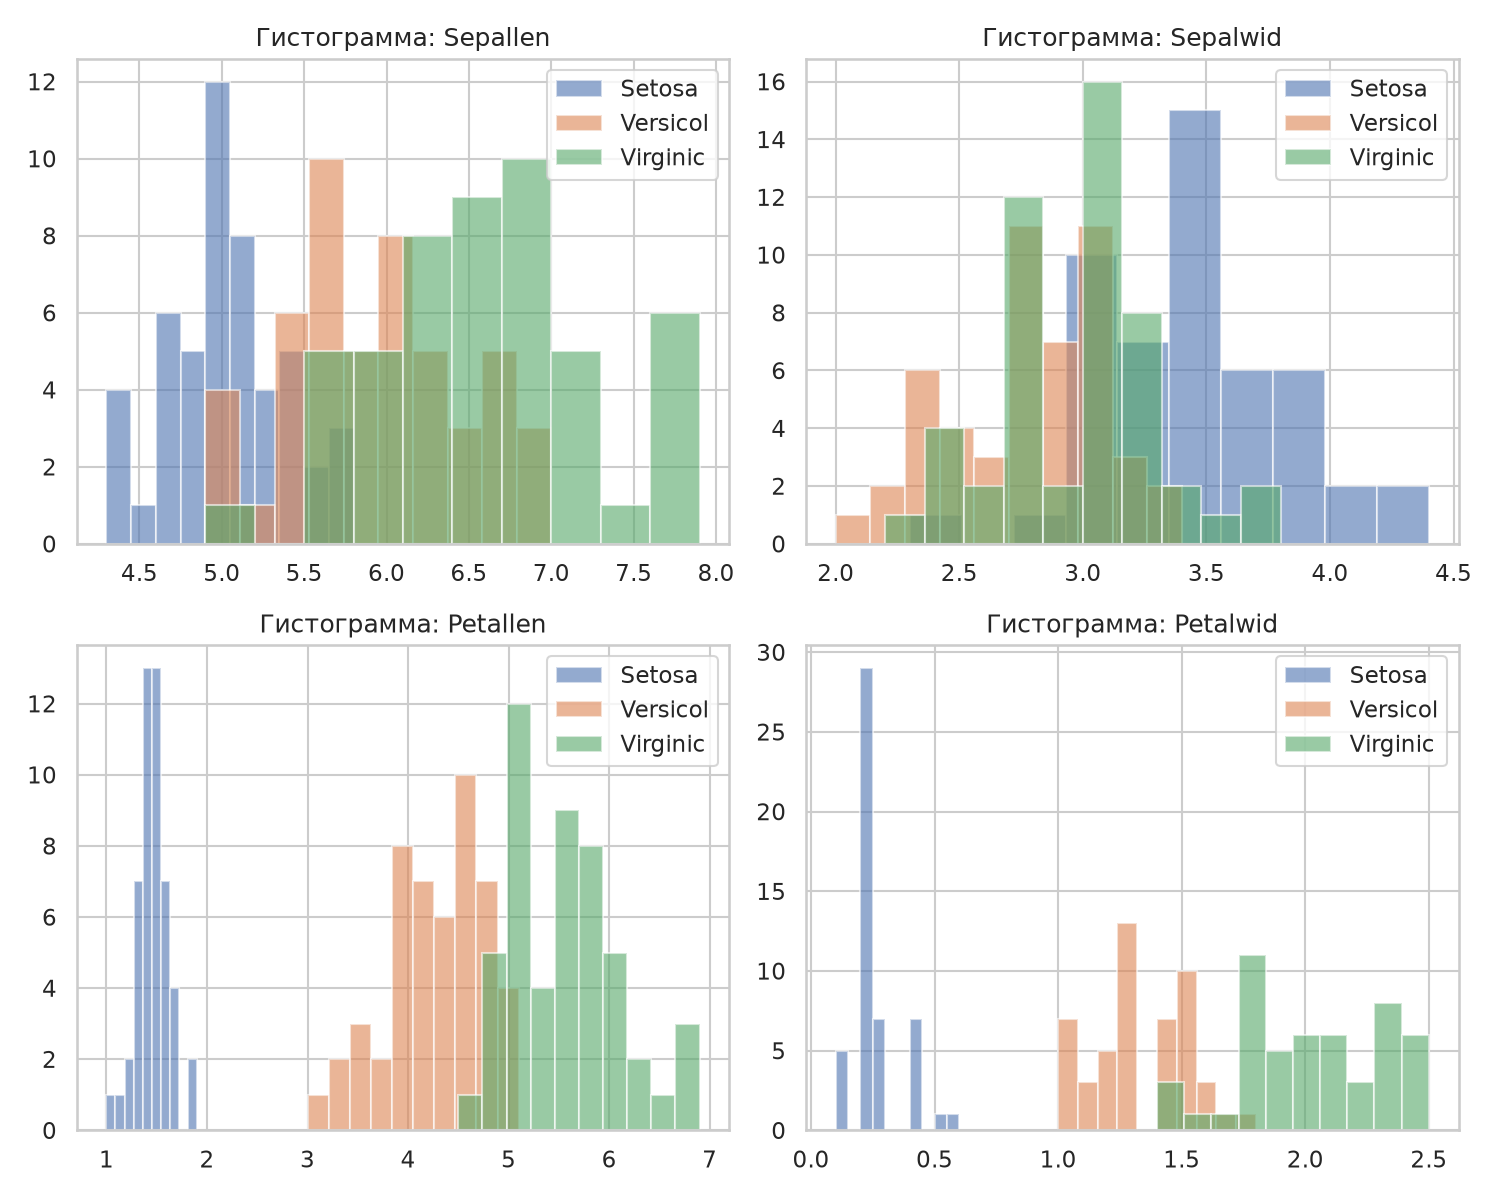 Гистограмма: Sepallen
12
10
8
6
4
2
0
4.5 5.0 5.5 6.0 6.5 7.0 7.5 8.0
Setosa
Versicol
Virginic
Гистограмма: Sepalwid
16
14
12
10
8
6
4
2
0
2.0 2.5 3.0 3.5 4.0 4.5
Setosa
Versicol
Virginic
Гистограмма: Petallen
12
10
8
6
4
2
0
1 2 3 4 5 6 7
Setosa
Versicol
Virginic
Гистограмма: Petalwid
30
25
20
15
10
5
0
0.0 0.5 1.0 1.5 2.0 2.5
Setosa
Versicol
Virginic